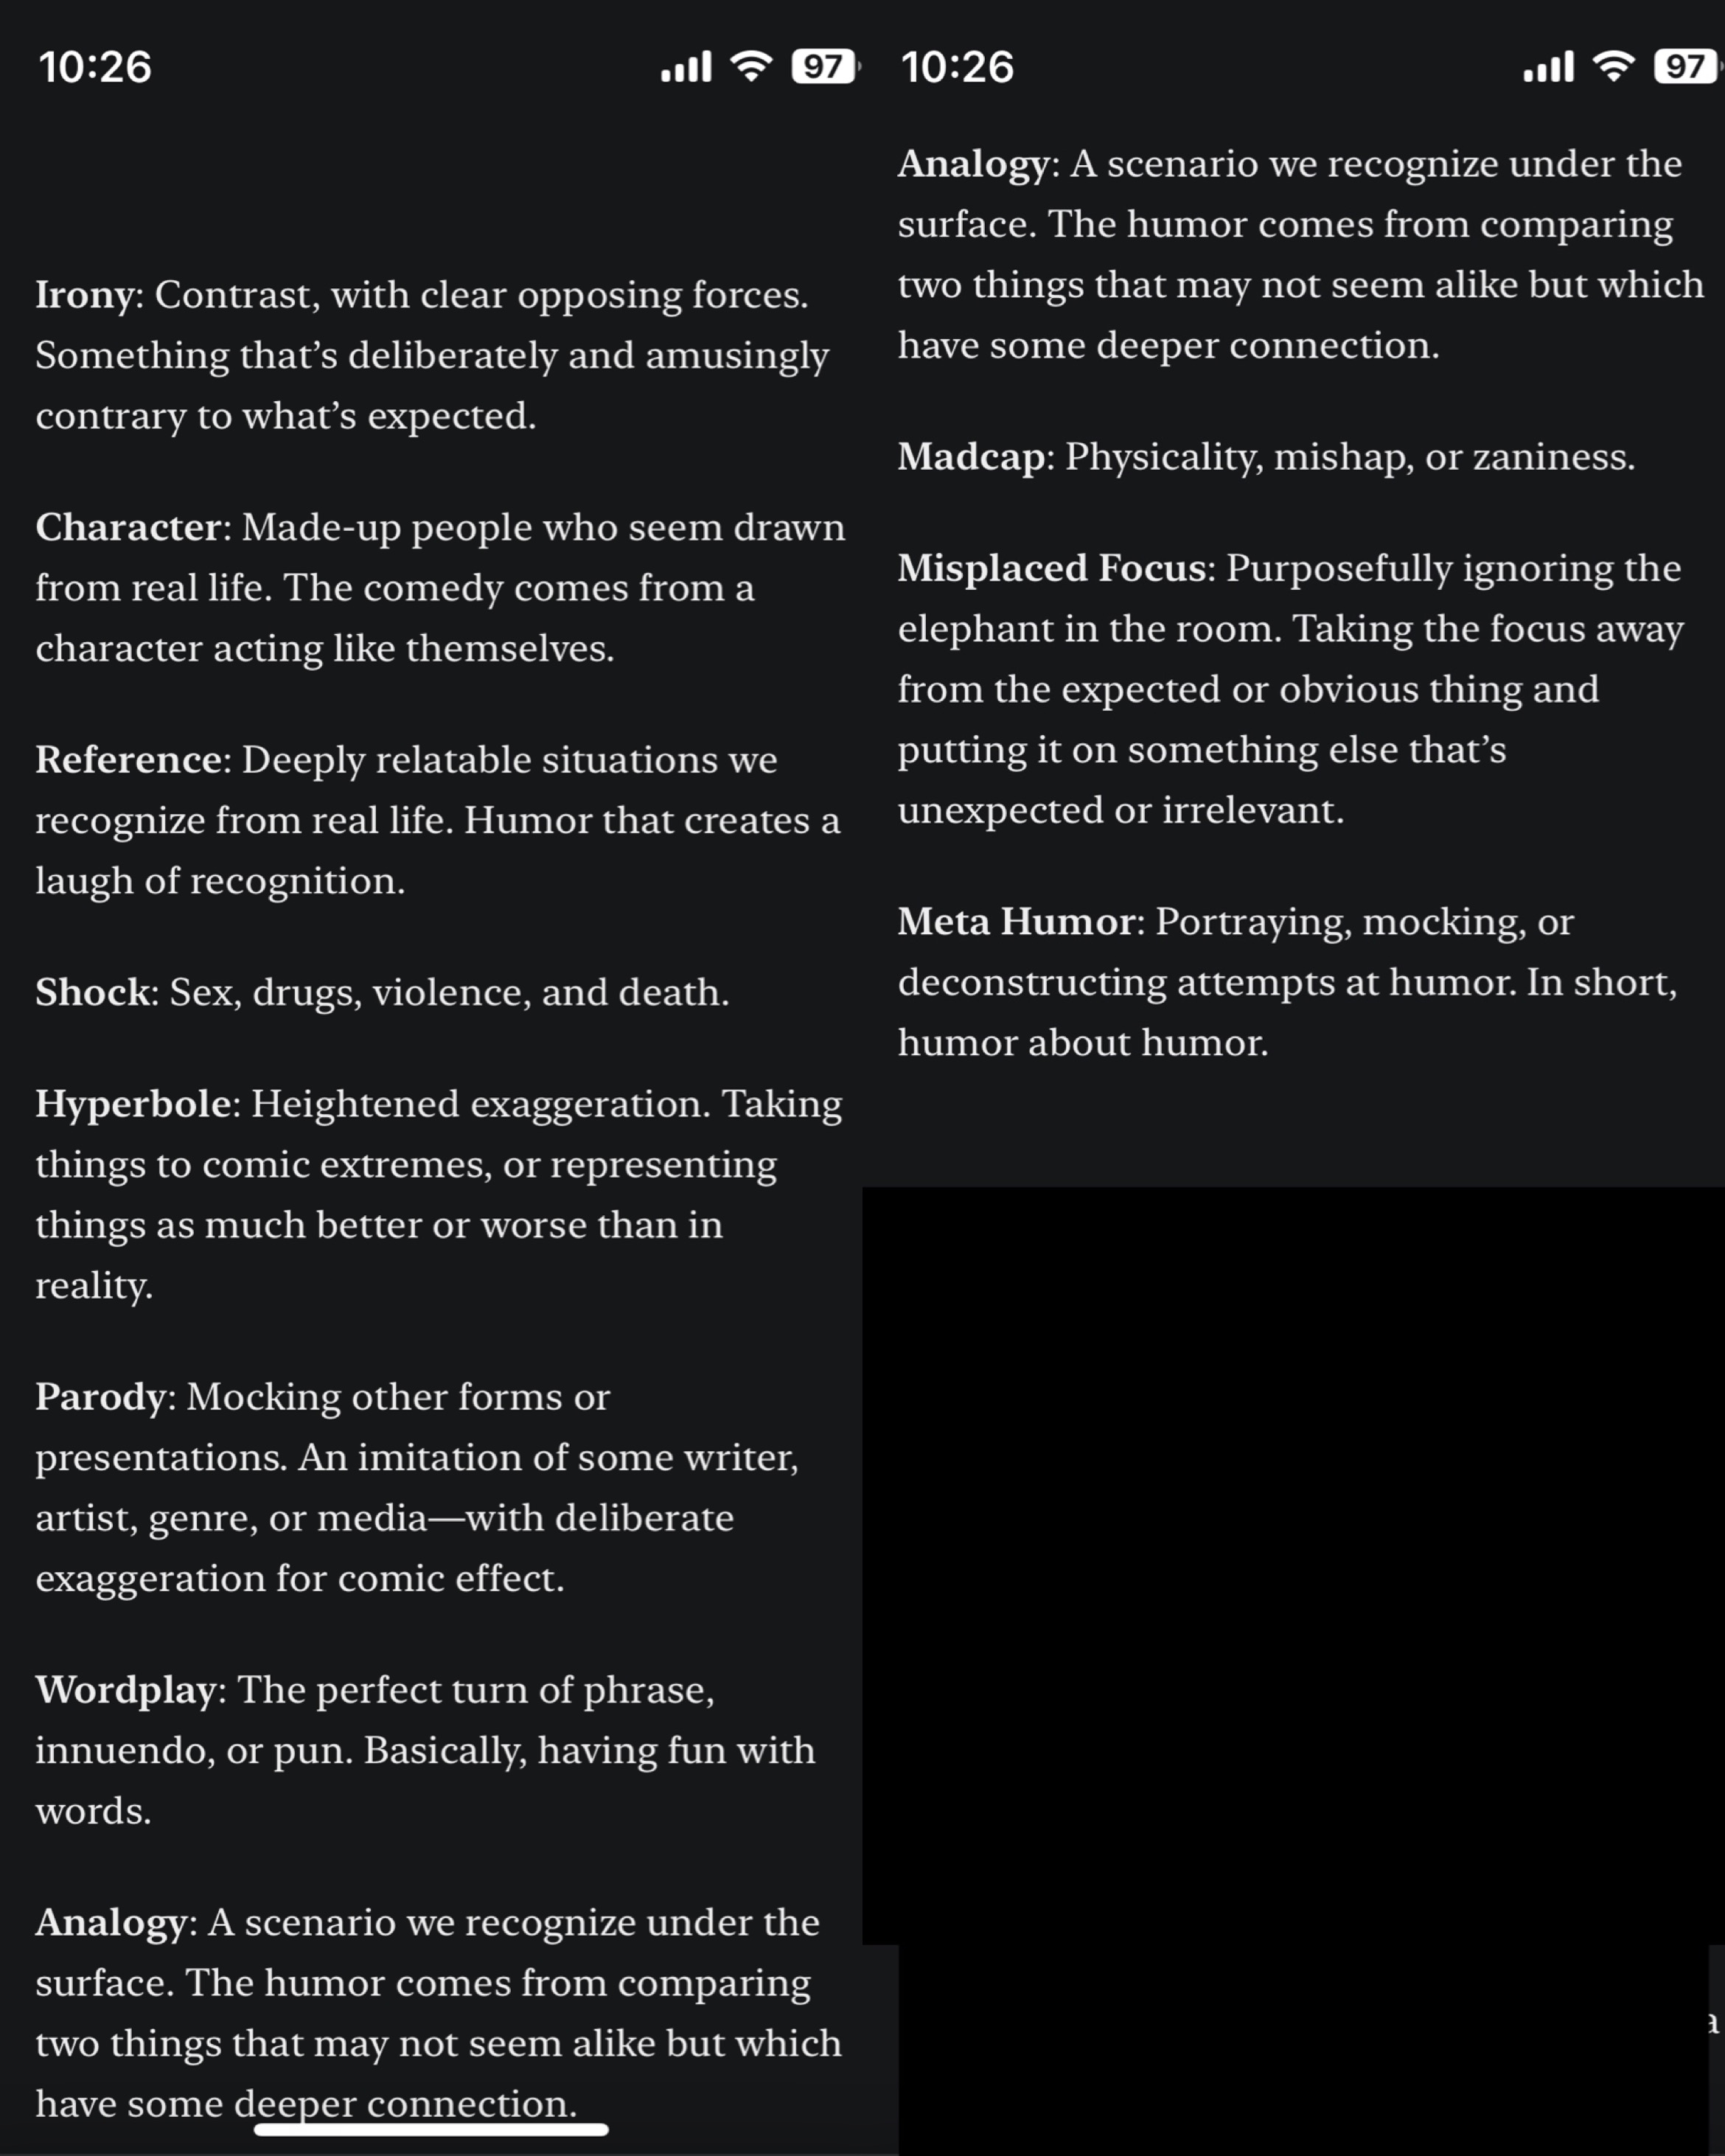 10:26
97
Irony: Contrast, with clear opposing forces.
Something that’s deliberately and amusingly
contrary to what’s expected.
Character: Made-up people who seem drawn
from real life. The comedy comes from a
character acting like themselves.
Reference: Deeply relatable situations we
recognize from real life. Humor that creates a
laugh of recognition.
Shock: Sex, drugs, violence, and death.
Hyperbole: Heightened exaggeration. Taking
things to comic extremes, or representing
things as much better or worse than in
reality.
Parody: Mocking other forms or
presentations. An imitation of some writer,
artist, genre, or media—with deliberate
exaggeration for comic effect.
Wordplay: The perfect turn of phrase,
innuendo, or pun. Basically, having fun with
words.
Analogy: A scenario we recognize under the
surface. The humor comes from comparing
two things that may not seem alike but which
have some deeper connection.
10:26
97
Analogy: A scenario we recognize under the
surface. The humor comes from comparing
two things that may not seem alike but which
have some deeper connection.
Madcap: Physicality, mishap, or zaniness.
Misplaced Focus: Purposefully ignoring the
elephant in the room. Taking the focus away
from the expected or obvious thing and
putting it on something else that’s
unexpected or irrelevant.
Meta Humor: Portraying, mocking, or
deconstructing attempts at humor. In short,
humor about humor.